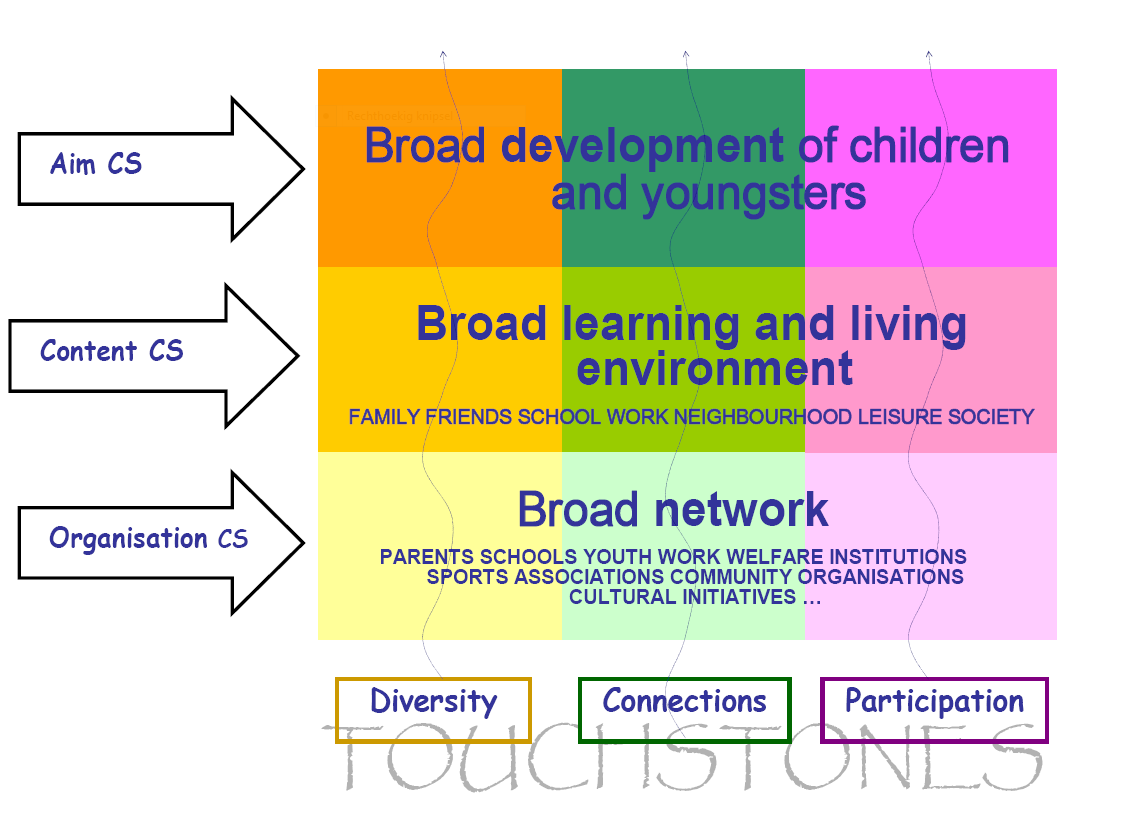 Aim CS
Broad development of children
and youngsters
Content CS
Broad learning and living
environment
FAMILY FRIENDS SCHOOL WORK NEIGHBOURHOOD LEISURE SOCIETY
Organisation CS
Broad network
PARENTS SCHOOLS YOUTH WORK WELFARE INSTITUTIONS
SPORTS ASSOCIATIONS COMMUNITY ORGANISATIONS
CULTURAL INITIATIVES …
Diversity
Connections
Participation
TOUCHSTONES